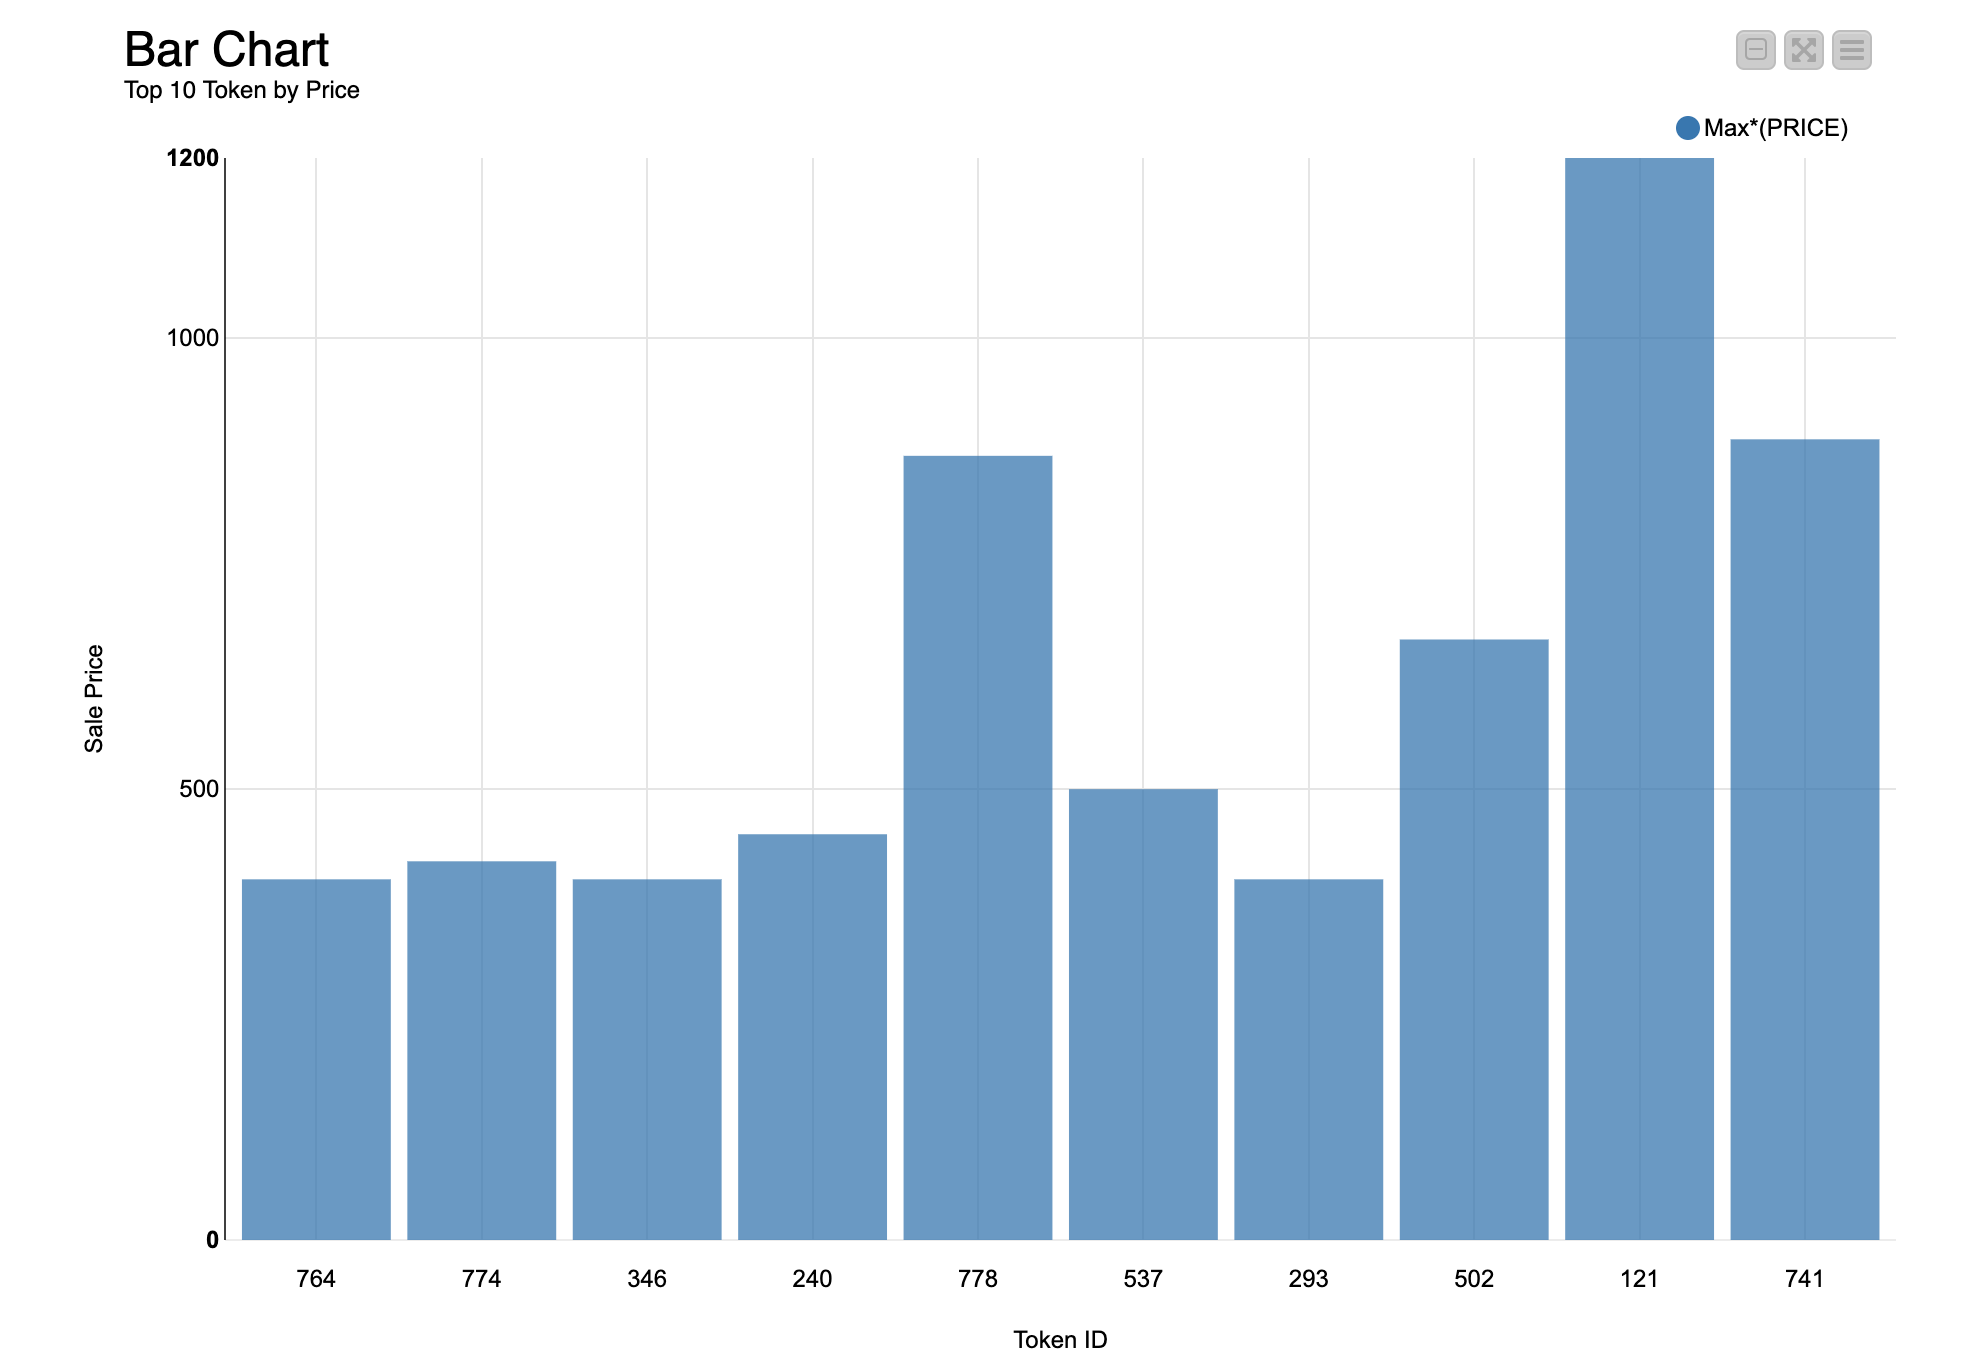 Bar Chart
Top 10 Token by Price
Max*(PRICE)
1200
1000
500
0
Sale Price
764 774 346 240 778 537 293 502 121 741
Token ID